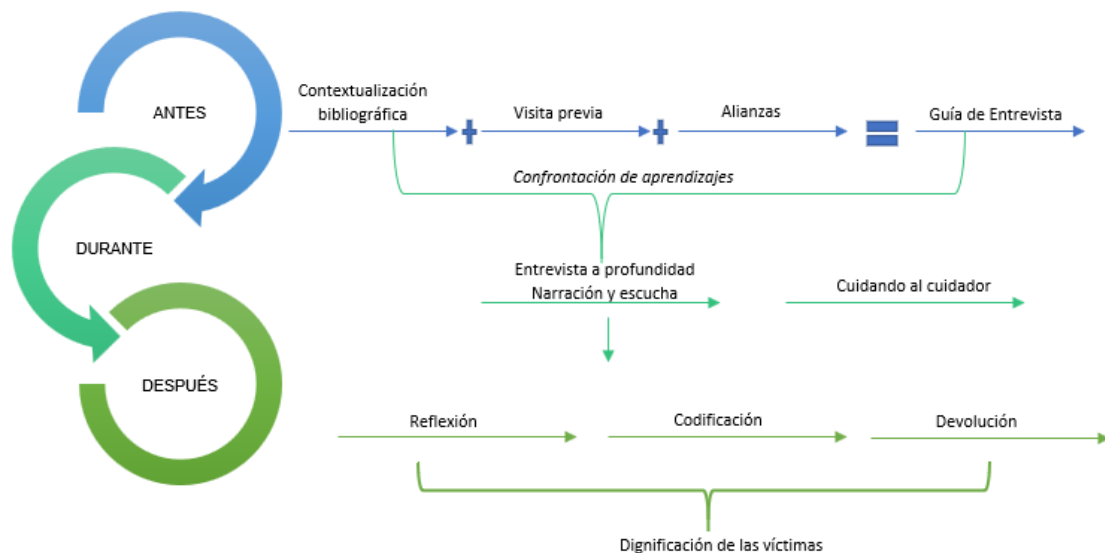 ANTES
Contextualización
bibliográfica
Visita previa
Alianzas
Guía de Entrevista
Confrontación de aprendizajes
DURANTE
Entrevista a profundidad
Narración y escucha
Cuidando al cuidador
DESPUÉS
Reflexión
Codificación
Devolución
Dignificación de las víctimas